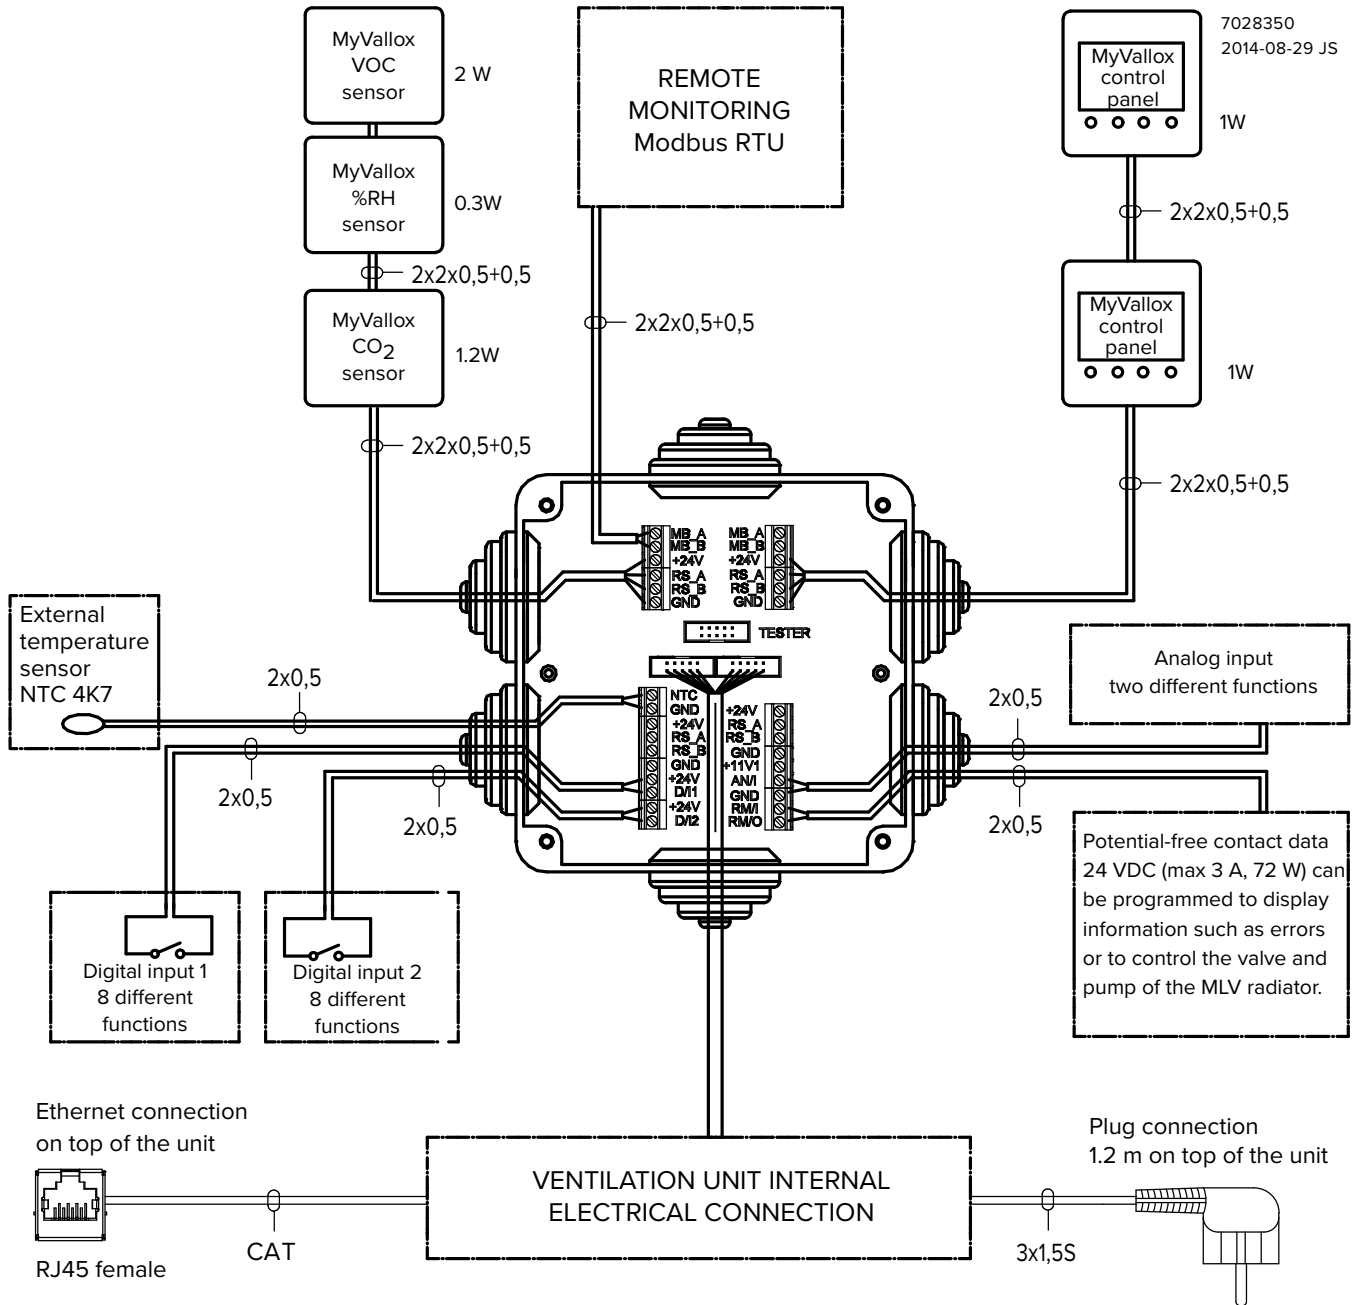 MyVallox
VOC
sensor
2 W
MyVallox
%RH
sensor
0.3W
2x2x0,5+0,5
MyVallox
CO2
sensor
1.2W
2x2x0,5+0,5
REMOTE
MONITORING
Modbus RTU
2x2x0,5+0,5
7028350
2014-08-29 JS
MyVallox
control
panel
1W
2x2x0,5+0,5
MyVallox
control
panel
1W
2x2x0,5+0,5
MB_A
MB_B
+24V
RS_A
RS_B
GND
MB_A
MB_B
+24V
RS_A
RS_B
GND
TESTER
NTC
GND
+24V
RS_A
RS_B
GND
+24V
D/I1
+24V
D/I2
+24V
RS_A
RS_B
GND
+11V1
AN/I
GND
RM/I
RM/O
External
temperature
sensor
NTC 4K7
2x0,5
2x0,5
2x0,5
2x0,5
2x0,5
Analog input
two different functions
Potential-free contact data
24 VDC (max 3 A, 72 W) can
be programmed to display
information such as errors
or to control the valve and
pump of the MLV radiator.
Digital input 1
8 different
functions
Digital input 2
8 different
functions
Ethernet connection
on top of the unit
RJ45 female
CAT
VENTILATION UNIT INTERNAL
ELECTRICAL CONNECTION
3x1,5S
Plug connection
1.2 m on top of the unit